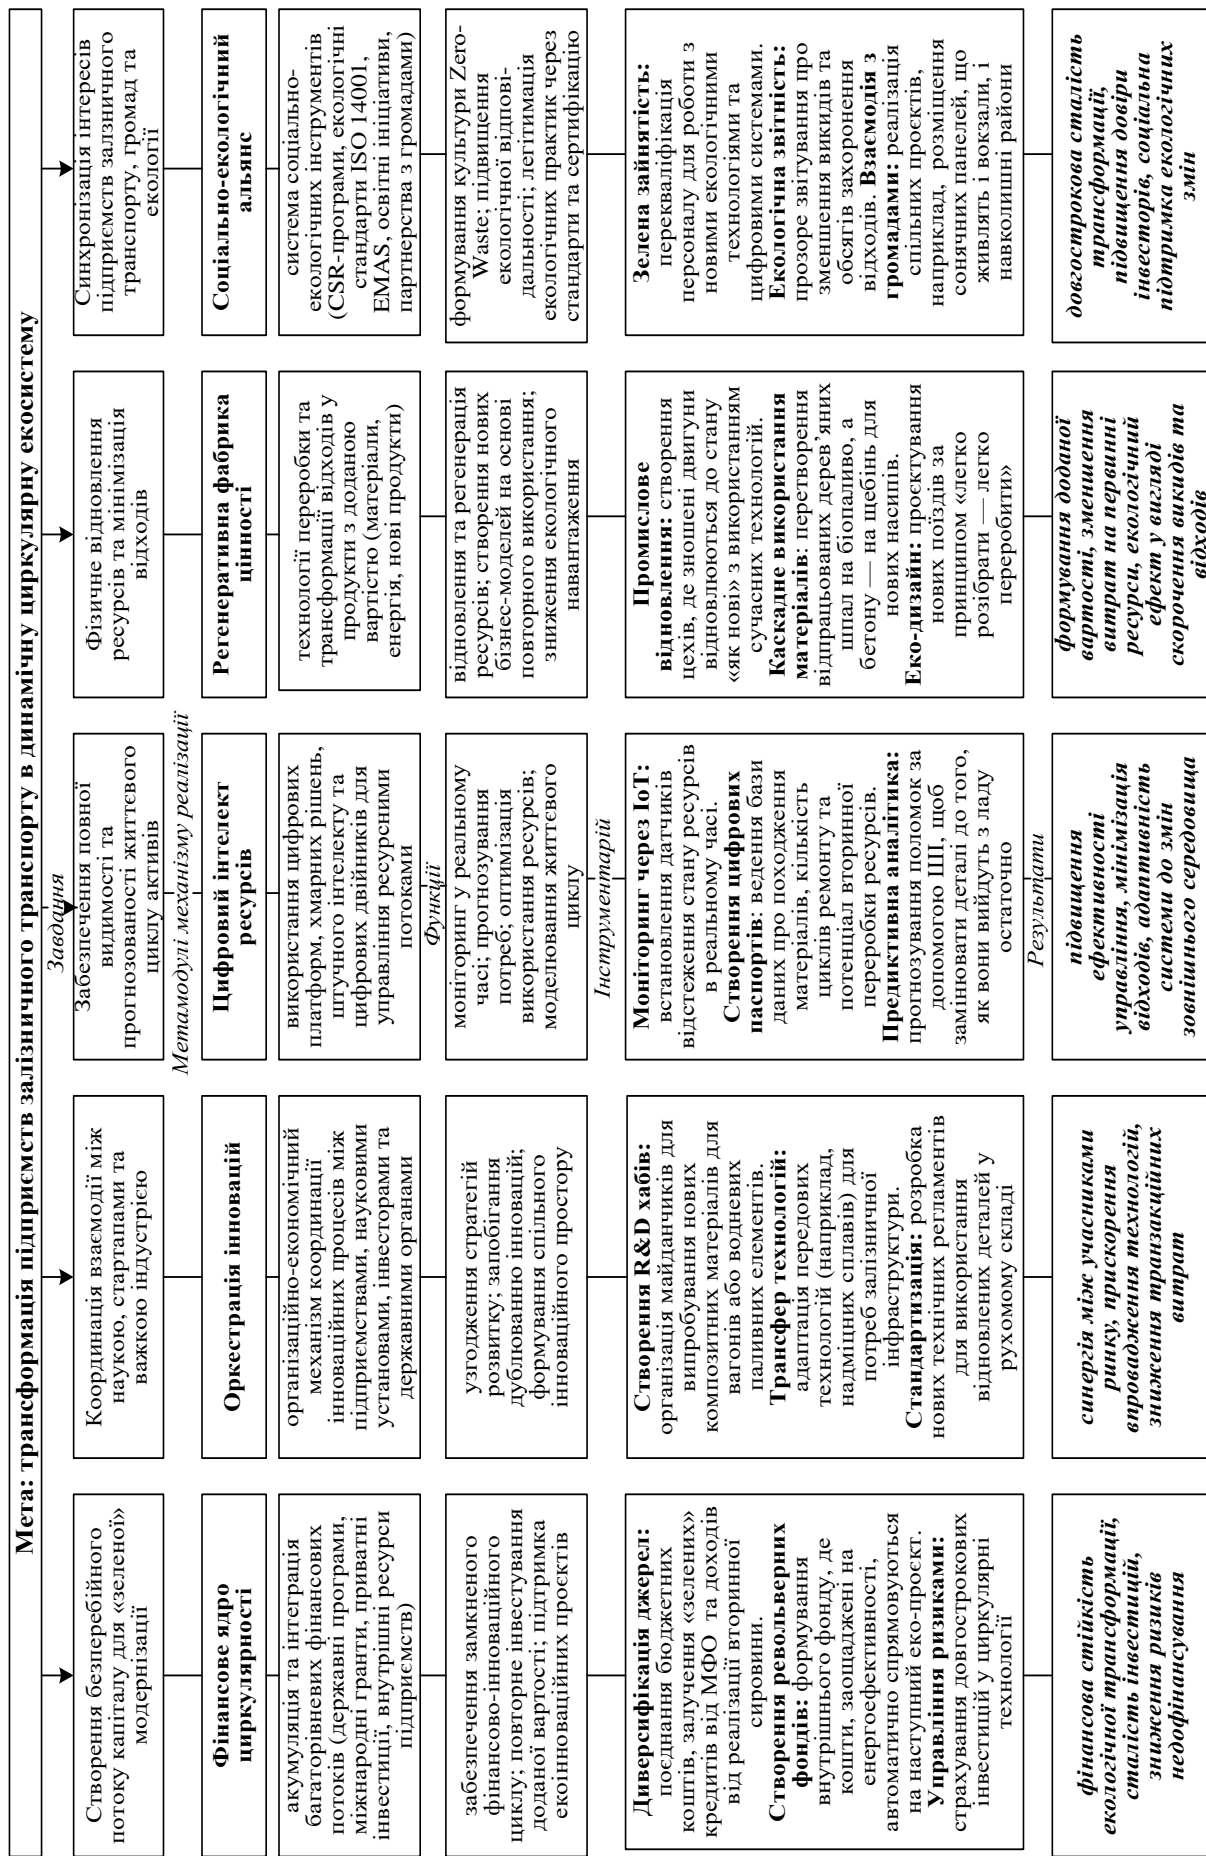 Мета: трансформація підприємств залізничного транспорту в динамічну циркулярну екосистему
Завдання
Створення безперебійного
потоку капіталу для «зеленої»
модернізації
Координація взаємодії між
наукою, стартапами та
важкою індустрією
Забезпечення повної
видимості та
прогнозованості життєвого
циклу активів
Фізичне відновлення
ресурсів та мінімізація
відходів
Синхронізація інтересів
підприємств залізничного
транспорту, громад та
екології
Метамодулі механізму реалізації
Фінансове ядро
циркулярності
Оркестрація інновацій
Цифровий інтелект
ресурсів
Регенеративна фабрика
цінності
Соціально-екологічний
альянс
акумуляція та інтеграція
багаторівневих фінансових
потоків (державні програми,
міжнародні гранти, приватні
інвестиції, внутрішні ресурси
підприємств)
організаційно-економічний
механізм координації
інноваційних процесів між
підприємствами, науковими
установами, інвесторами та
державними органами
використання цифрових
платформ, хмарних рішень,
штучного інтелекту та
цифрових двійників для
управління ресурсними
потоками
технології переробки та
трансформації відходів у
продукти з доданою
вартістю (матеріали,
енергія, нові продукти)
система соціально-
екологічних інструментів
(CSR-програми, екологічні
стандарти ISO 14001,
EMAS, освітні ініціативи,
партнерства з громадами)
Функції
забезпечення замкненого
фінансово-інноваційного
циклу; повторне інвестування
доданої вартості; підтримка
екоінноваційних проєктів
узгодження стратегій
розвитку; запобігання
дублюванню інновацій;
формування спільного
інноваційного простору
моніторинг у реальному
часі; прогнозування
потреб; оптимізація
використання ресурсів;
моделювання життєвого
циклу
відновлення та регенерація
ресурсів; створення нових
бізнес-моделей на основі
повторного використання;
зниження екологічного
навантаження
формування культури Zero-
Waste; підвищення
екологічної відпові-
дальності; легітимація
екологічних практик через
стандарти та сертифікацію
Інструментарій
Диверсифікація джерел:
поєднання бюджетних
коштів, залучення «зелених»
кредитів від МФО та доходів
від реалізації вторинної
сировини.
Створення револьверних
фондів: формування
внутрішнього фонду, де
кошти, заощаджені на
енергоефективності,
автоматично спрямовуються
на наступний еко-проєкт.
Управління ризиками:
страхування довгострокових
інвестицій у циркулярні
технології
Створення R&D хабів:
організація майданчиків для
випробування нових
композитних матеріалів для
вагонів або водневих
паливних елементів.
Трансфер технологій:
адаптація передових
технологій (наприклад,
надміцних сплавів) для
потреб залізничної
інфраструктури.
Стандартизація: розробка
нових технічних регламентів
для використання
відновлених деталей у
рухомому складі
Моніторинг через IoT:
встановлення датчиків
відстеження стану ресурсів
в реальному часі.
Створення цифрових
паспортів: ведення бази
даних про походження
матеріалів, кількість
циклів ремонту та
потенціал вторинної
переробки ресурсів.
Предиктивна аналітика:
прогнозування поломок за
допомогою ШІ, щоб
замінювати деталі до того,
як вони вийдуть з ладу
остаточно
Промислове
відновлення: створення
цехів, де зношені двигуни
відновлюються до стану
«як нові» з використанням
сучасних технологій.
Каскадне використання
матеріалів: перетворення
відпрацьованих дерев’яних
шпал на біопаливо, а
бетону — на щебінь для
нових насипів.
Еко-дизайн: проєктування
нових поїздів за
принципом «легко
розібрати — легко
переробити»
Зелена зайнятість:
перекваліфікація
персоналу для роботи з
новими екологічними
технологіями та
цифровими системами.
Екологічна звітність:
прозоре звітування про
зменшення викидів та
обсягів захоронення
відходів. Взаємодія з
громадами: реалізація
спільних проєктів,
наприклад, розміщення
сонячних панелей, що
живлять і вокзали, і
навколишні райони
Результати
фінансова стійкість
екологічної трансформації,
сталість інвестицій,
зниження ризиків
недофінансування
синергія між учасниками
ринку, прискорення
впровадження технологій,
зниження транзакційних
витрат
підвищення
ефективності
управління, мінімізація
відходів, адаптивність
системи до змін
зовнішнього середовища
формування доданої
вартості, зменшення
витрат на первинні
ресурси, екологічний
ефект у вигляді
скорочення викидів та
відходів
довгострокова сталість
трансформації,
підвищення довіри
інвесторів, соціальна
підтримка екологічних
змін